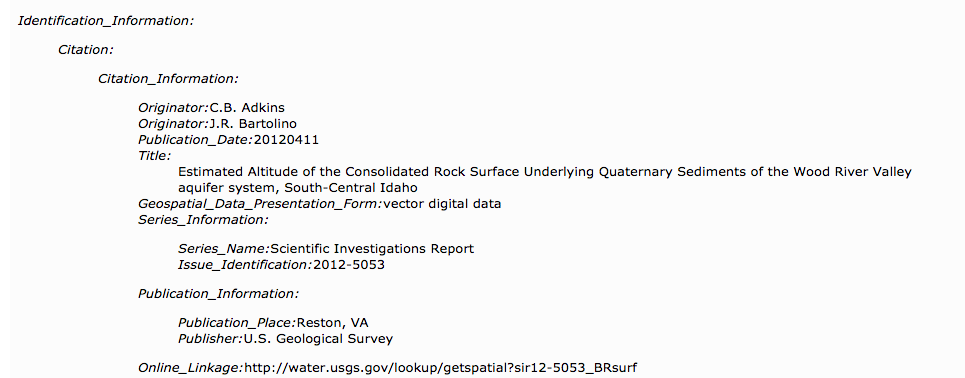 Identification_Information:
Citation:
Citation_Information:
Originator:C.B. Adkins
Originator:J.R. Bartolino
Publication_Date:20120411
Title:
Estimated Altitude of the Consolidated Rock Surface Underlying Quaternary Sediments of the Wood River Valley
aquifer system, South-Central Idaho
Geospatial_Data_Presentation_Form:vector digital data
Series_Information:
Series_Name:Scientific Investigations Report
Issue_Identification:2012-5053
Publication_Information:
Publication_Place:Reston, VA
Publisher:U.S. Geological Survey
Online_Linkage:http://water.usgs.gov/lookup/getspatial?sir12-5053_BRsurf